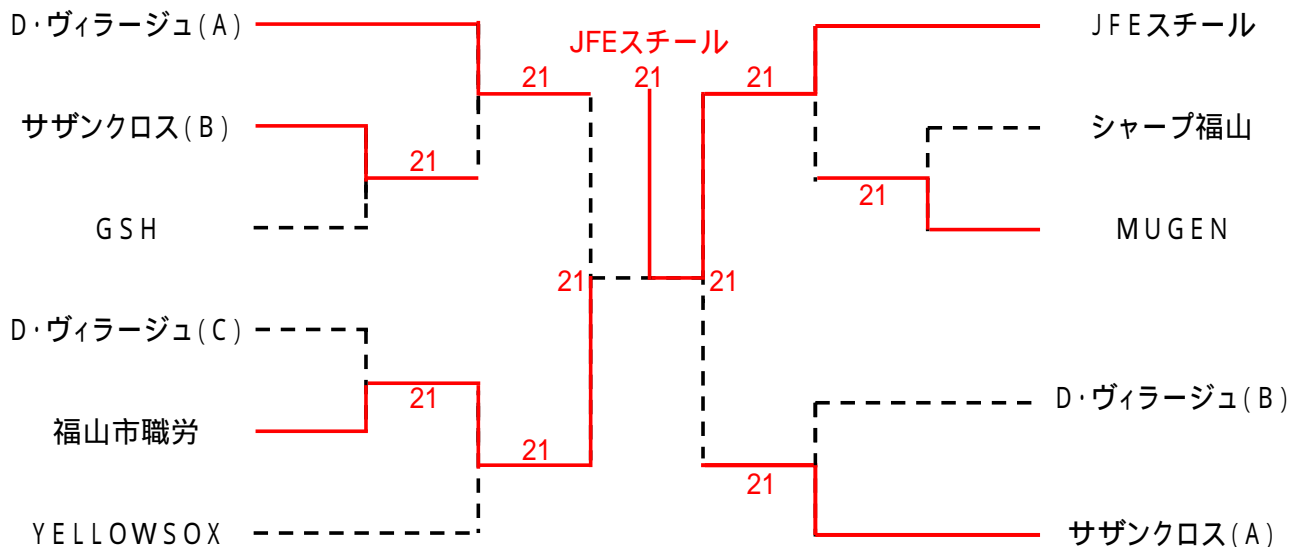 D・ヴィラージュ(A)
JFEスチール
JFEスチール
21
21
21
サザンクロス(B)
シャープ福山
21
21
GSH
MUGEN
21
21
D・ヴィラージュ(C)
21
D・ヴィラージュ(B)
福山市職労
21
21
YELLOWSOX
サザンクロス(A)